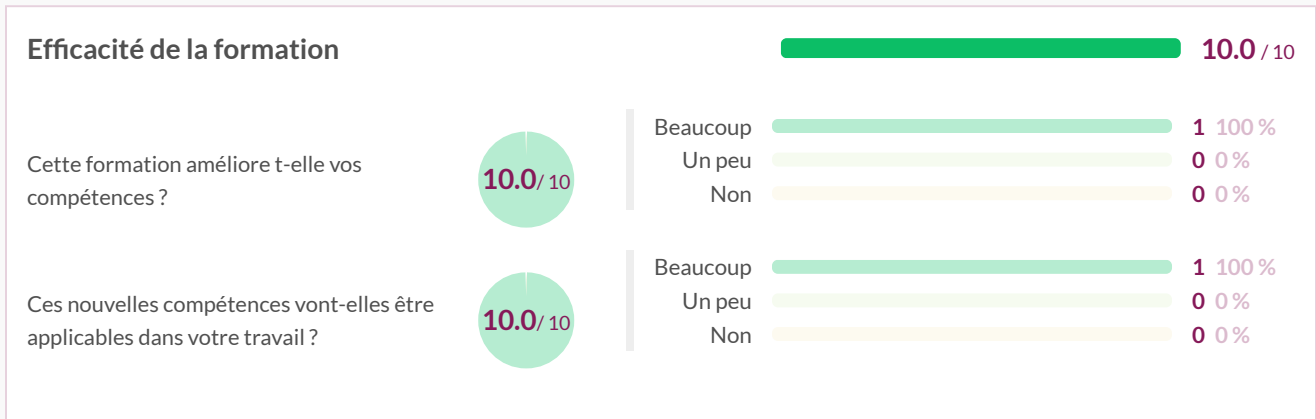 Efficacité de la formation
10.0 / 10
Cette formation améliore t-elle vos
compétences ?
10.0/ 10
Beaucoup 1 100 %
Un peu 0 0 %
Non 0 0 %
Ces nouvelles compétences vont-elles être
applicables dans votre travail ?
10.0/ 10
Beaucoup 1 100 %
Un peu 0 0 %
Non 0 0 %